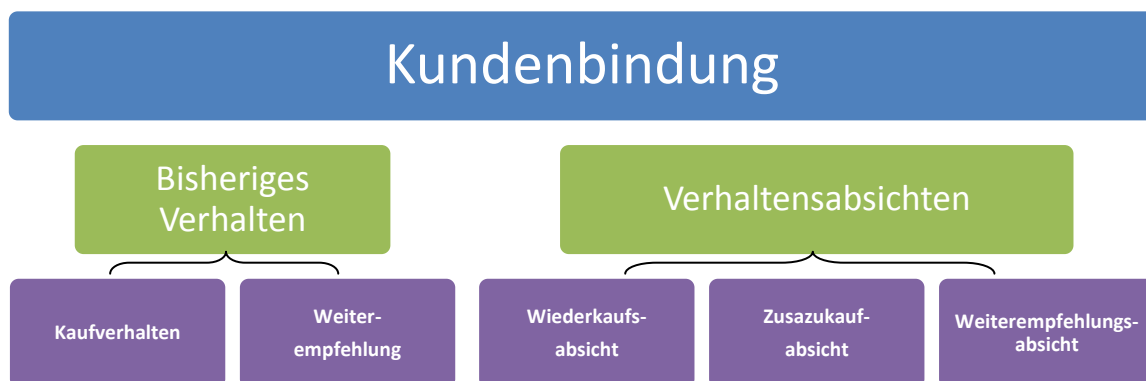 Kundenbindung
Bisheriges
Verhalten
Verhaltensabsichten
Kaufverhalten
Weiter-
empfehlung
Wiederkaufs-
absicht
Zusazukauf-
absicht
Weiterempfehlungs-
absicht